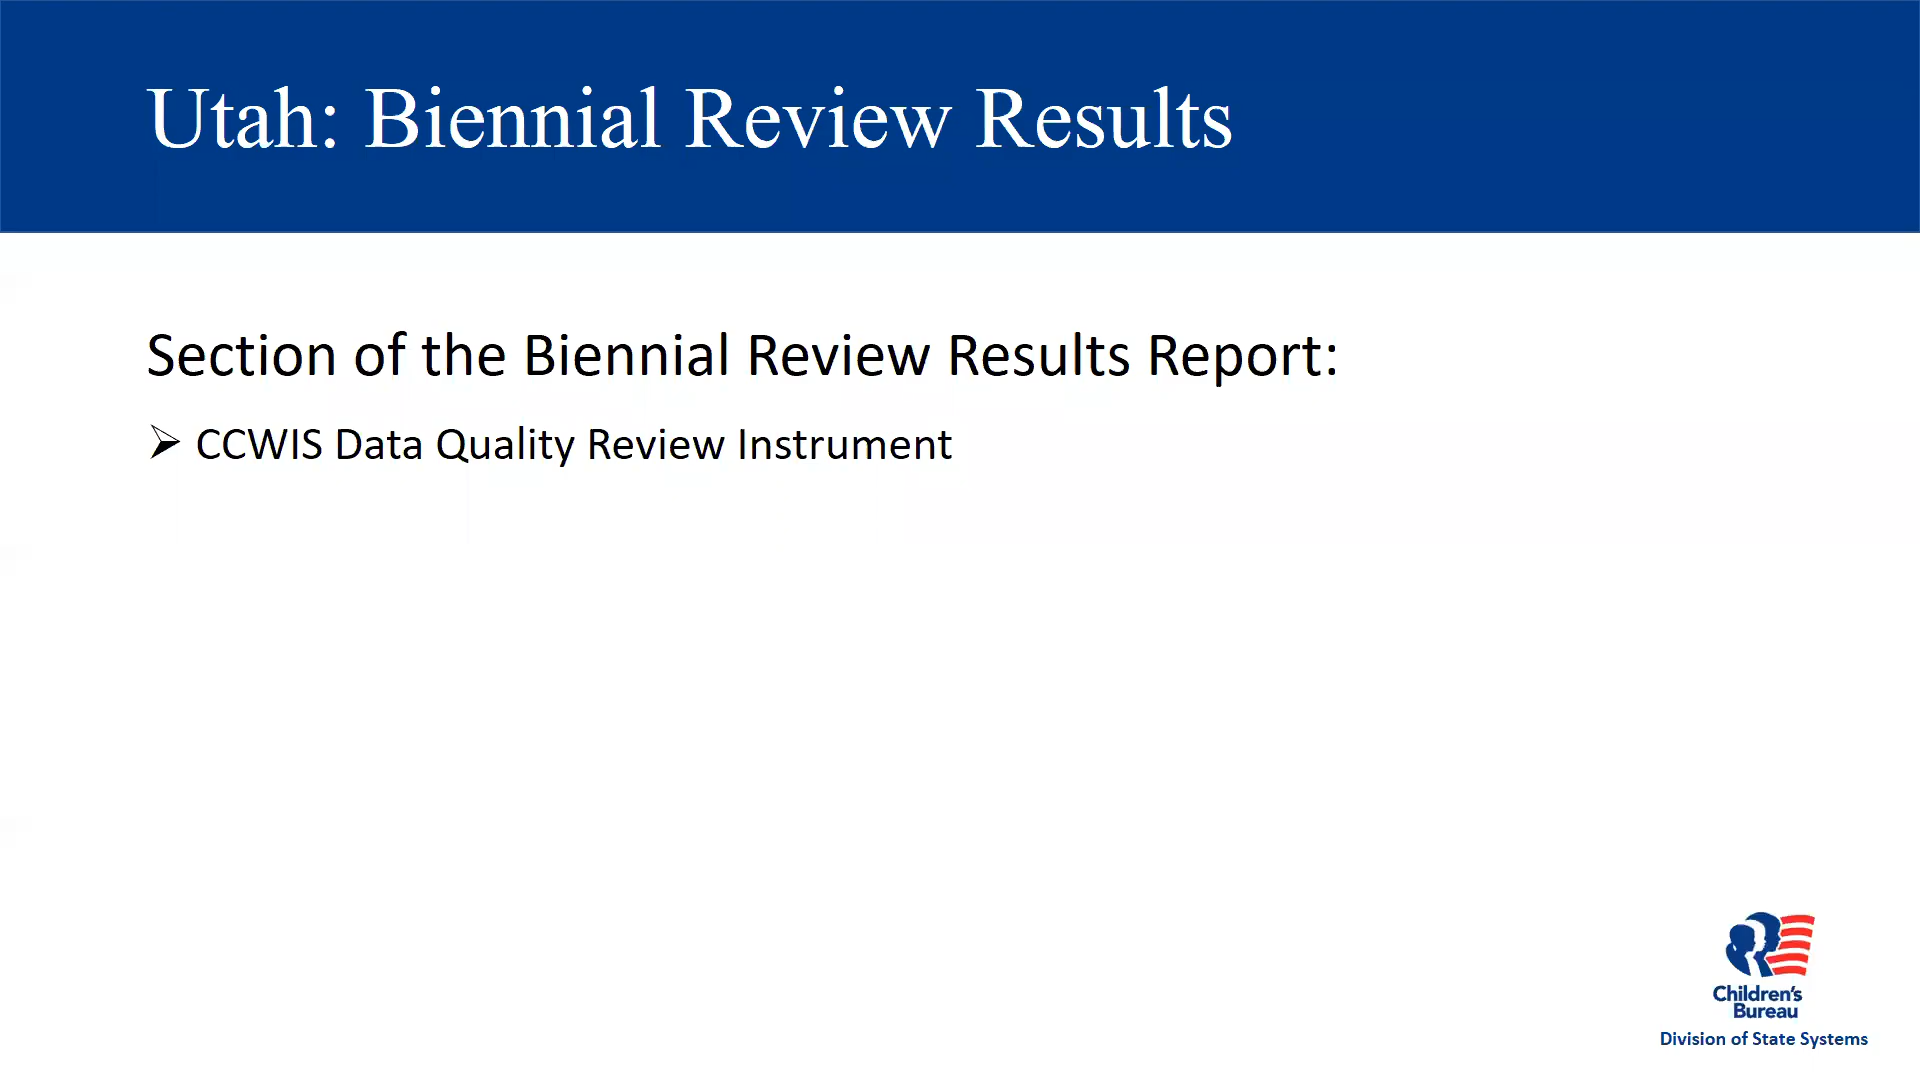 Utah: Biennial Review Results
Section of the Biennial Review Results Report:
CCWIS Data Quality Review Instrument
Children's
Bureau
Division of State Systems